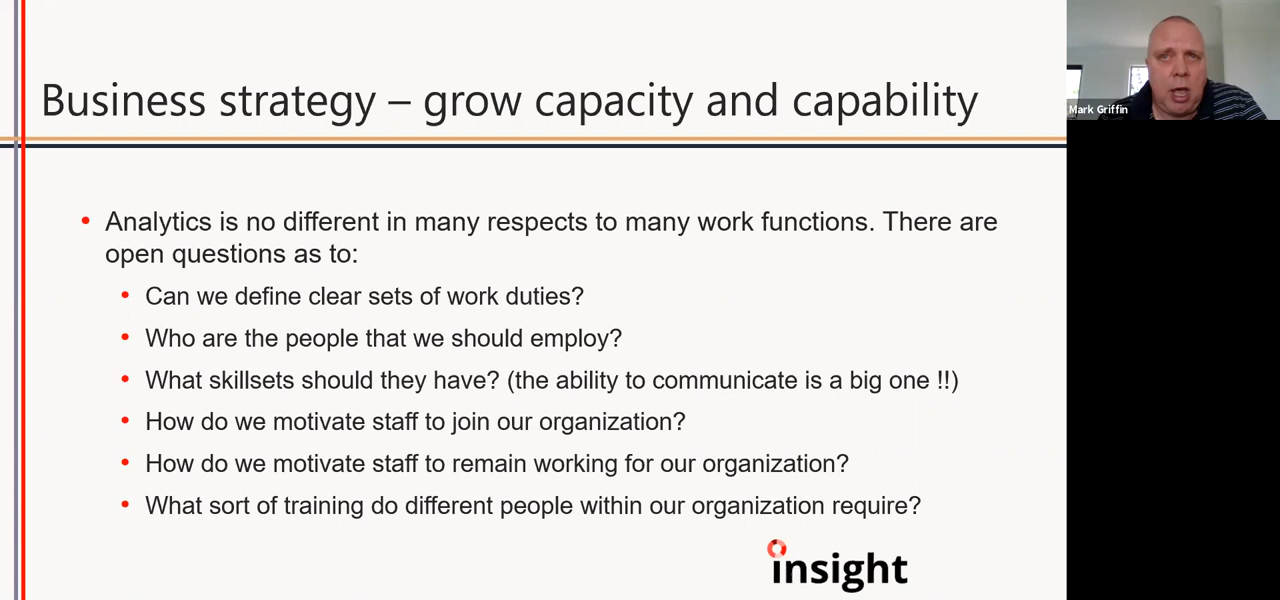 Business strategy – grow capacity and capability
Mark Griffin
• Analytics is no different in many respects to many work functions. There are
open questions as to:
• Can we define clear sets of work duties?
• Who are the people that we should employ?
• What skillsets should they have? (the ability to communicate is a big one !!)
• How do we motivate staff to join our organization?
• How do we motivate staff to remain working for our organization?
• What sort of training do different people within our organization require?
insight